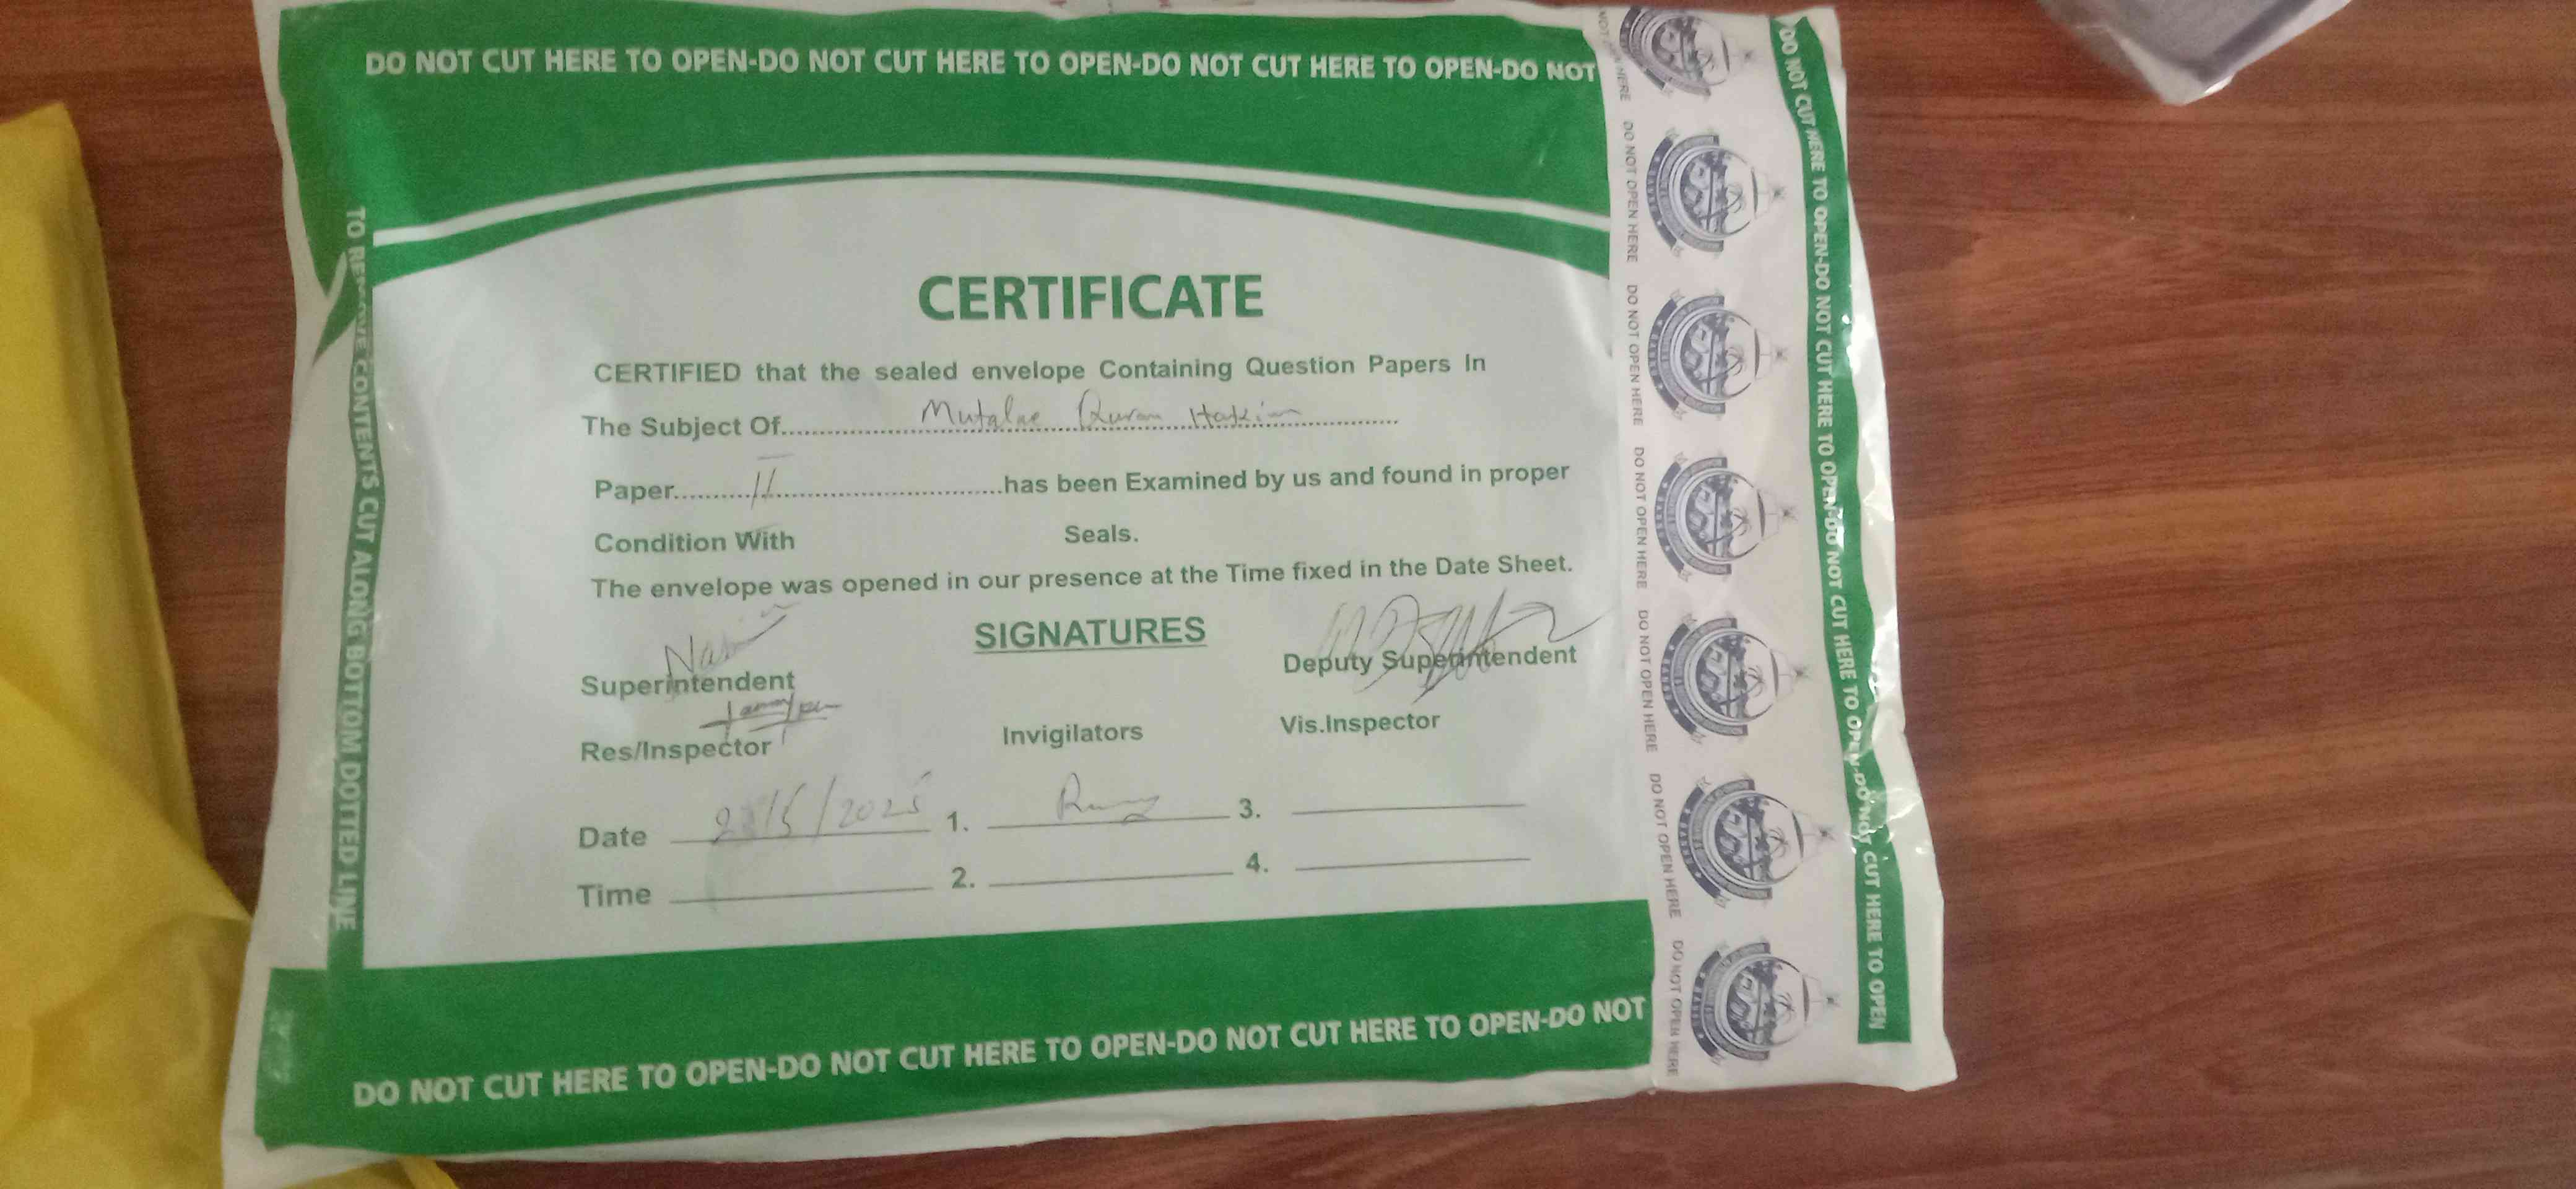 DO NOT CUT HERE TO OPEN-DO NOT CUT HERE TO OPEN-DO NOT CUT HERE TO OPEN-DO NOT
CERTIFICATE
CERTIFIED that the sealed envelope Containing Question Papers In
The Subject Of Mutalae Quran Hakim
Paper II has been Examined by us and found in proper
Condition With Seals.
The envelope was opened in our presence at the Time fixed in the Date Sheet.
SIGNATURES
Superintendent
Deputy Superintendent
Res/Inspector
Invigilators
Vis.Inspector
Date /5/2025 1. 3.
Time 2. 4.
DO NOT CUT HERE TO OPEN-DO NOT CUT HERE TO OPEN-DO NOT CUT HERE TO OPEN-DO NOT
TO REMOVE CONTENTS CUT ALONG BOTTOM DOTTED LINE
DO NOT OPEN HERE DO NOT OPEN HERE DO NOT OPEN HERE DO NOT OPEN HERE DO NOT OPEN HERE DO NOT OPEN HERE
DO NOT CUT HERE TO OPEN-DO NOT CUT HERE TO OPEN-DO NOT CUT HERE TO OPEN-DO NOT CUT HERE TO OPEN